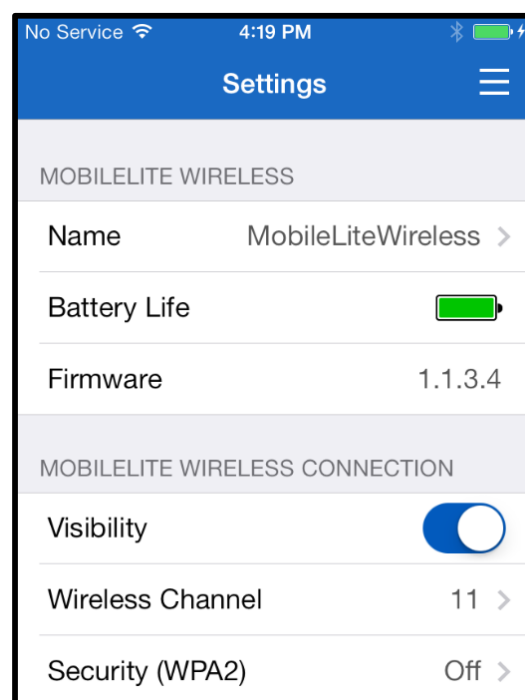 No Service 4:19 PM
Settings
MOBILELITE WIRELESS
Name MobileLiteWireless >
Battery Life
Firmware 1.1.3.4
MOBILELITE WIRELESS CONNECTION
Visibility
Wireless Channel 11 >
Security (WPA2) Off >